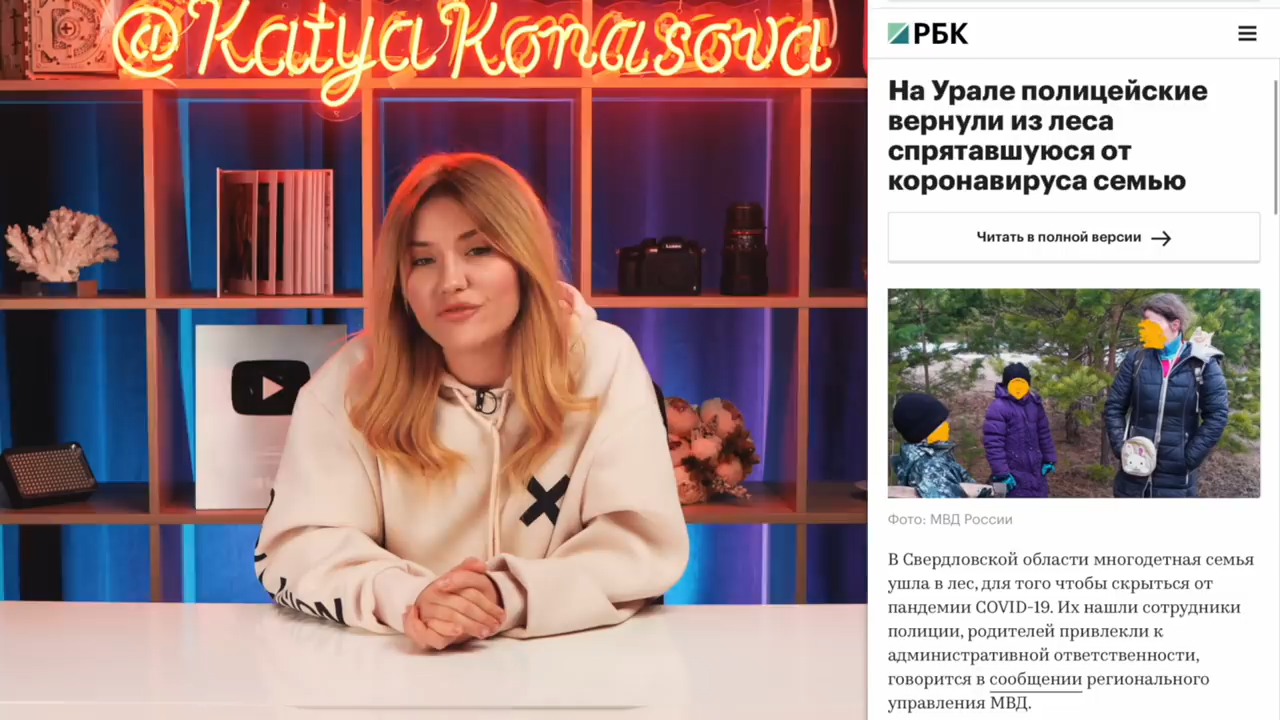 @KatyaKonasova
РБК
На Урале полицейские
вернули из леса
спрятавшуюся от
коронавируса семью
Читать в полной версии
Фото: МВД России
В Свердловской области многодетная семья
ушла в лес, для того чтобы скрыться от
пандемии COVID-19. Их нашли сотрудники
полиции, родителей привлекли к
административной ответственности,
говорится в сообщении регионального
управления МВД.